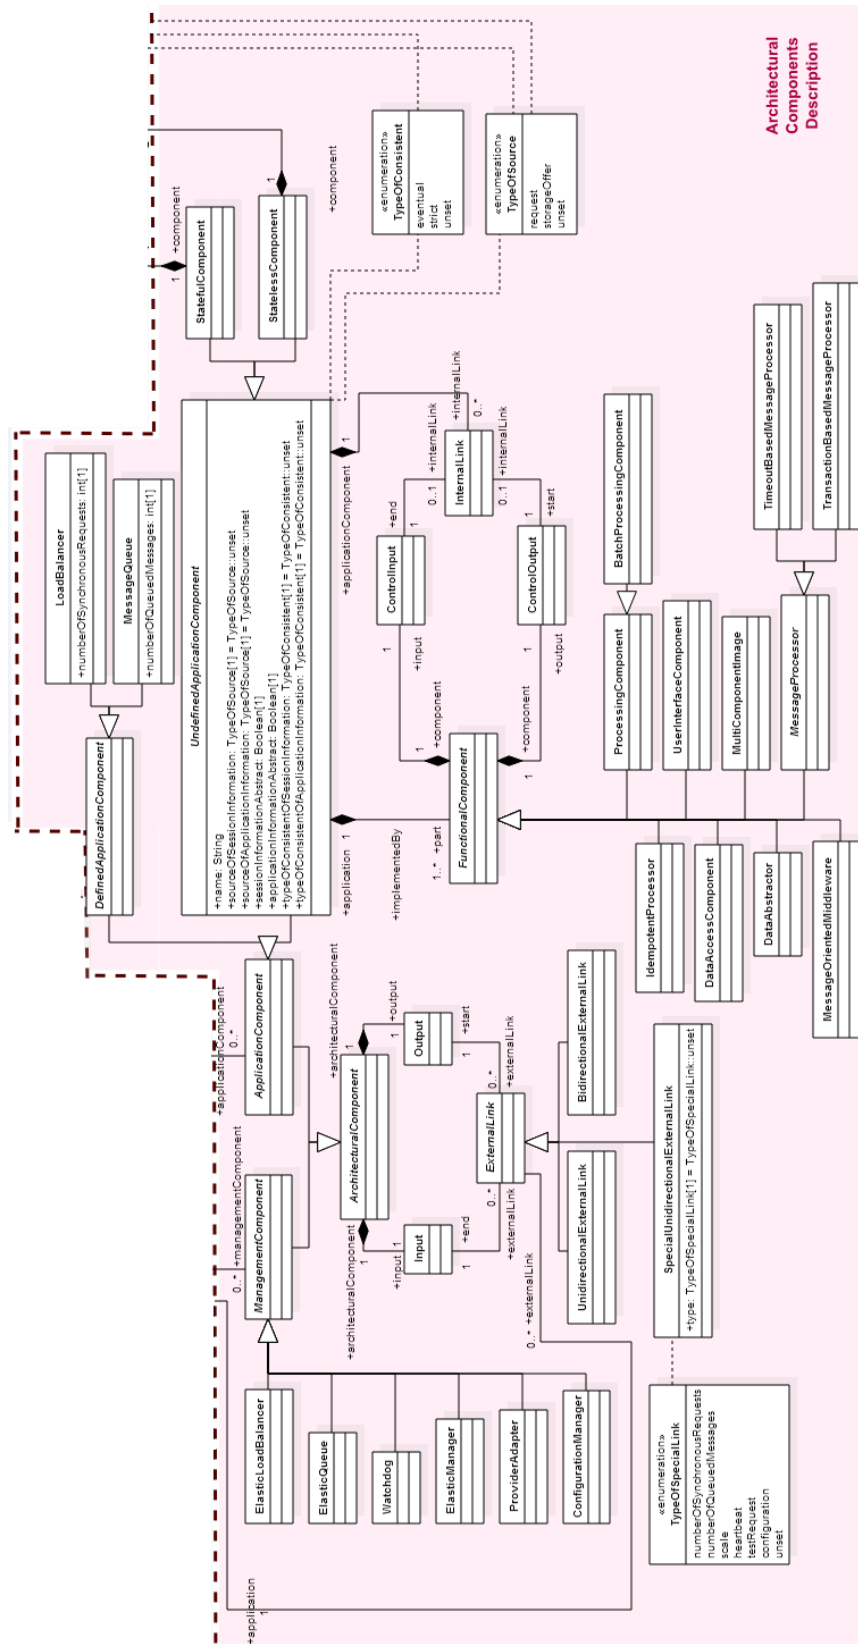 Architectural
Components
Description
+application
1
ElasticLoadBalancer
ElasticQueue
Watchdog
ElasticManager
ProviderAdapter
ConfigurationManager
«enumeration»
TypeOfSpecialLink
numberOfSynchronousRequests
numberOfQueuedMessages
scale
heartbeat
testRequest
configuration
unset
0..*
+managementComponent
ManagementComponent
+applicationComponent
0..*
ApplicationComponent
+architecturalComponent
1
+input
1
Input
1
+end
0..*
+externalLink
ArchitecturalComponent
+architecturalComponent
1
+output
1
Output
1
+start
0..*
+externalLink
ExternalLink
0..*
+externalLink
UnidirectionalExternalLink
BidirectionalExternalLink
SpecialUnidirectionalExternalLink
+type: TypeOfSpecialLink[1] = TypeOfSpecialLink::unset
DefinedApplicationComponent
LoadBalancer
+numberOfSynchronousRequests: int[1]
MessageQueue
+numberOfQueuedMessages: int[1]
UndefinedApplicationComponent
+name: String
+sourceOfSessionInformation: TypeOfSource[1] = TypeOfSource::unset
+sourceOfApplicationInformation: TypeOfSource[1] = TypeOfSource::unset
+sessionInformationAbstract: Boolean[1]
+applicationInformationAbstract: Boolean[1]
+typeConsistentOfSessionInformation: TypeOfConsistent[1] = TypeOfConsistent::unset
+typeConsistentOfApplicationInformation: TypeOfConsistent[1] = TypeOfConsistent::unset
StatefulComponent
1
+component
StatelessComponent
1
+component
«enumeration»
TypeOfConsistent
eventual
strict
unset
«enumeration»
TypeOfSource
request
storageOffer
unset
+application
1
+implementedBy
1..*
+part
FunctionalComponent
1
+component
+input
1
ControlInput
1
+end
0..1
+internalLink
+applicationComponent
1
+internalLink
0..*
InternalLink
0..1
+internalLink
1
+start
ControlOutput
1
+output
1
+component
IdempotentProcessor
DataAccessComponent
DataAbstractor
MessageOrientedMiddleware
ProcessingComponent
BatchProcessingComponent
UserInterfaceComponent
MultiComponentImage
MessageProcessor
TimeoutBasedMessageProcessor
TransactionBasedMessageProcessor